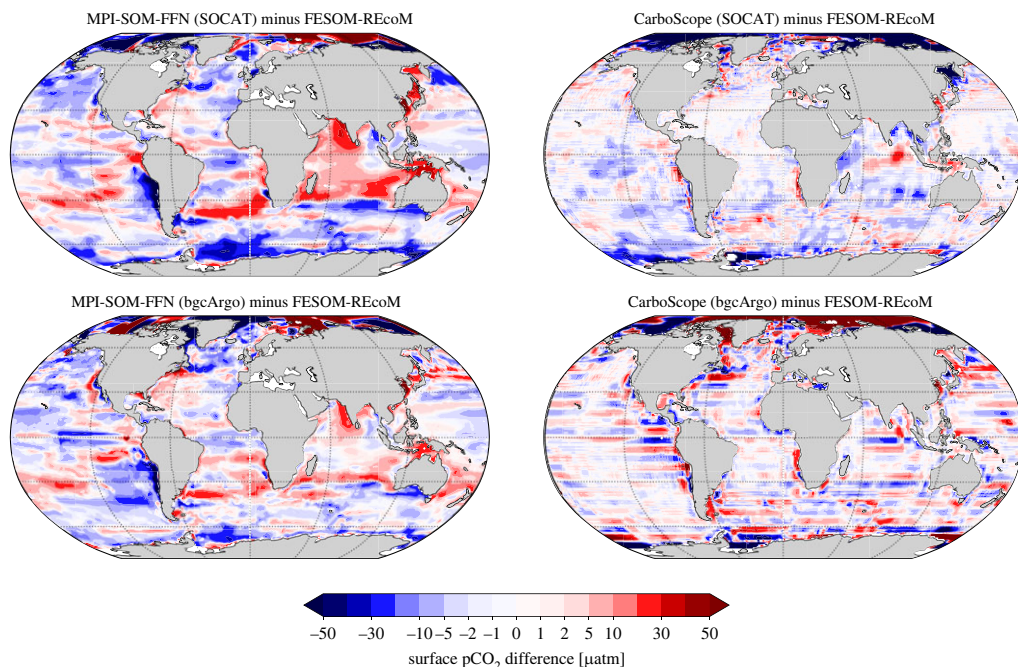 MPI-SOM-FFN (SOCAT) minus FESOM-REcoM
CarboScope (SOCAT) minus FESOM-REcoM
MPI-SOM-FFN (bgcArgo) minus FESOM-REcoM
CarboScope (bgcArgo) minus FESOM-REcoM
–50 –30 –10 –5 –2 –1 0 1 2 5 10 30 50
surface pCO₂ difference [μatm]